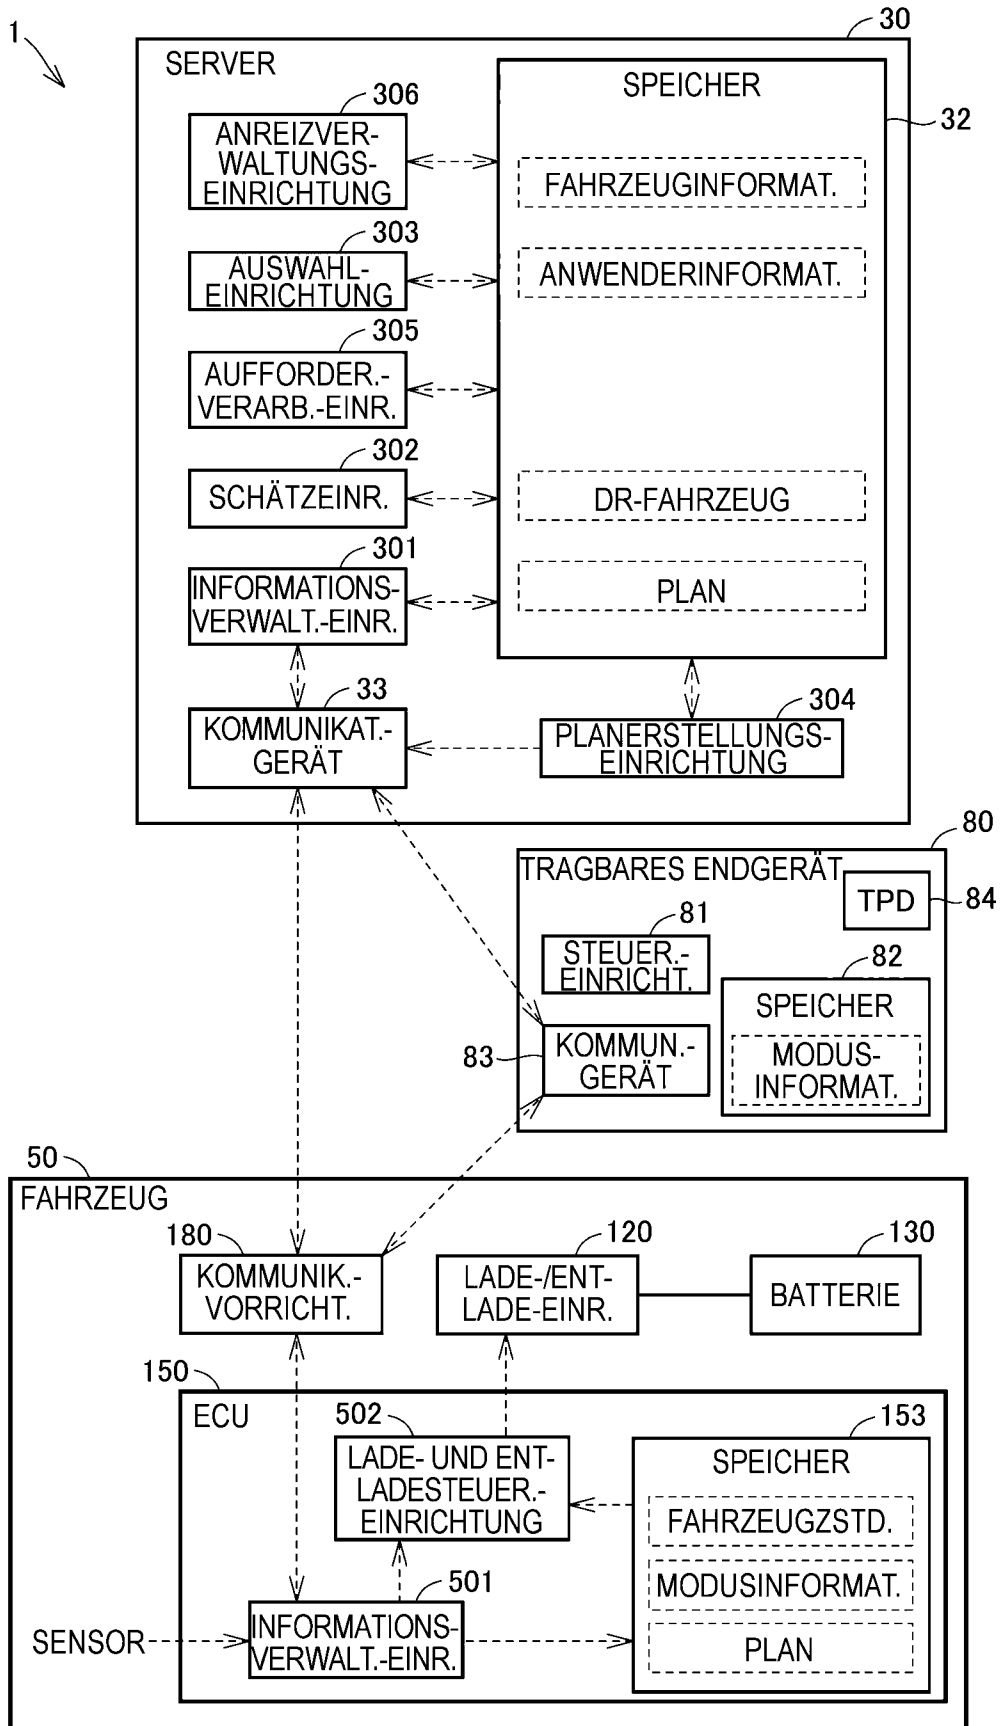 1
30
SERVER
SPEICHER
32
306
ANREIZVER-
WALTUNGS-
EINRICHTUNG
FAHRZEUGINFORMAT.
303
AUSWAHL-
EINRICHTUNG
ANWENDERINFORMAT.
305
AUFFORDER.-
VERARB.-EINR.
302
SCHÄTZEINR.
DR-FAHRZEUG
301
INFORMATIONS-
VERWALT.-EINR.
PLAN
33
KOMMUNIKAT.-
GERÄT
304
PLANERSTELLUNGS-
EINRICHTUNG
80
TRAGBARES ENDGERÄT
TPD
84
81
STEUER.-
EINRICHT.
82
SPEICHER
MODUS-
INFORMAT.
83
KOMMUN.-
GERÄT
50
FAHRZEUG
180
KOMMUNIK.-
VORRICHT.
120
LADE-/ENT-
LADE-EINR.
130
BATTERIE
150
ECU
502
LADE- UND ENT-
LADESTEUER.-
EINRICHTUNG
153
SPEICHER
FAHRZEUGZSTD.
MODUSINFORMAT.
PLAN
501
INFORMATIONS-
VERWALT.-EINR.
SENSOR